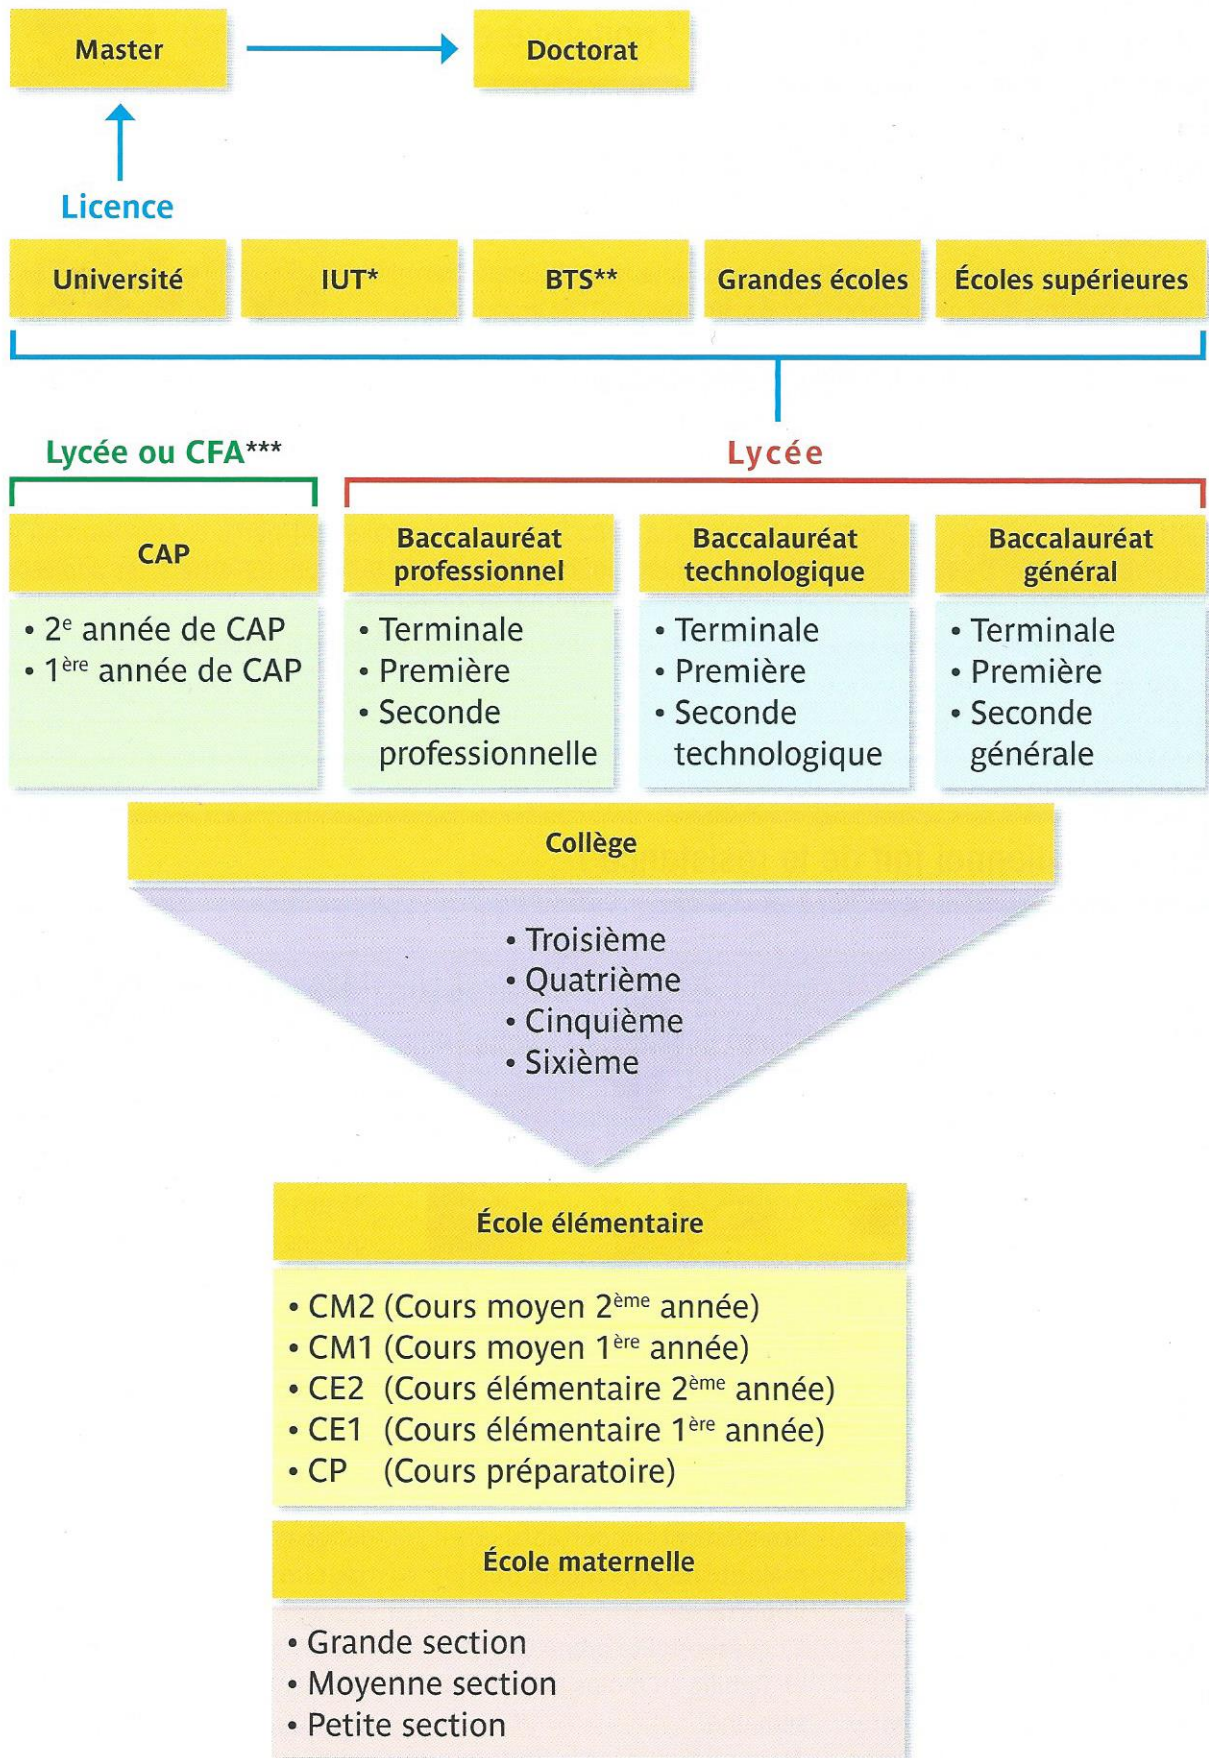 Master
Doctorat
Licence
Université
IUT*
BTS**
Grandes écoles
Écoles supérieures
Lycée ou CFA***
Lycée
CAP
• 2e année de CAP
• 1ère année de CAP
Baccalauréat
professionnel
• Terminale
• Première
• Seconde
professionnelle
Baccalauréat
technologique
• Terminale
• Première
• Seconde
technologique
Baccalauréat
général
• Terminale
• Première
• Seconde
générale
Collège
• Troisième
• Quatrième
• Cinquième
• Sixième
École élémentaire
• CM2 (Cours moyen 2ème année)
• CM1 (Cours moyen 1ère année)
• CE2 (Cours élémentaire 2ème année)
• CE1 (Cours élémentaire 1ère année)
• CP (Cours préparatoire)
École maternelle
• Grande section
• Moyenne section
• Petite section